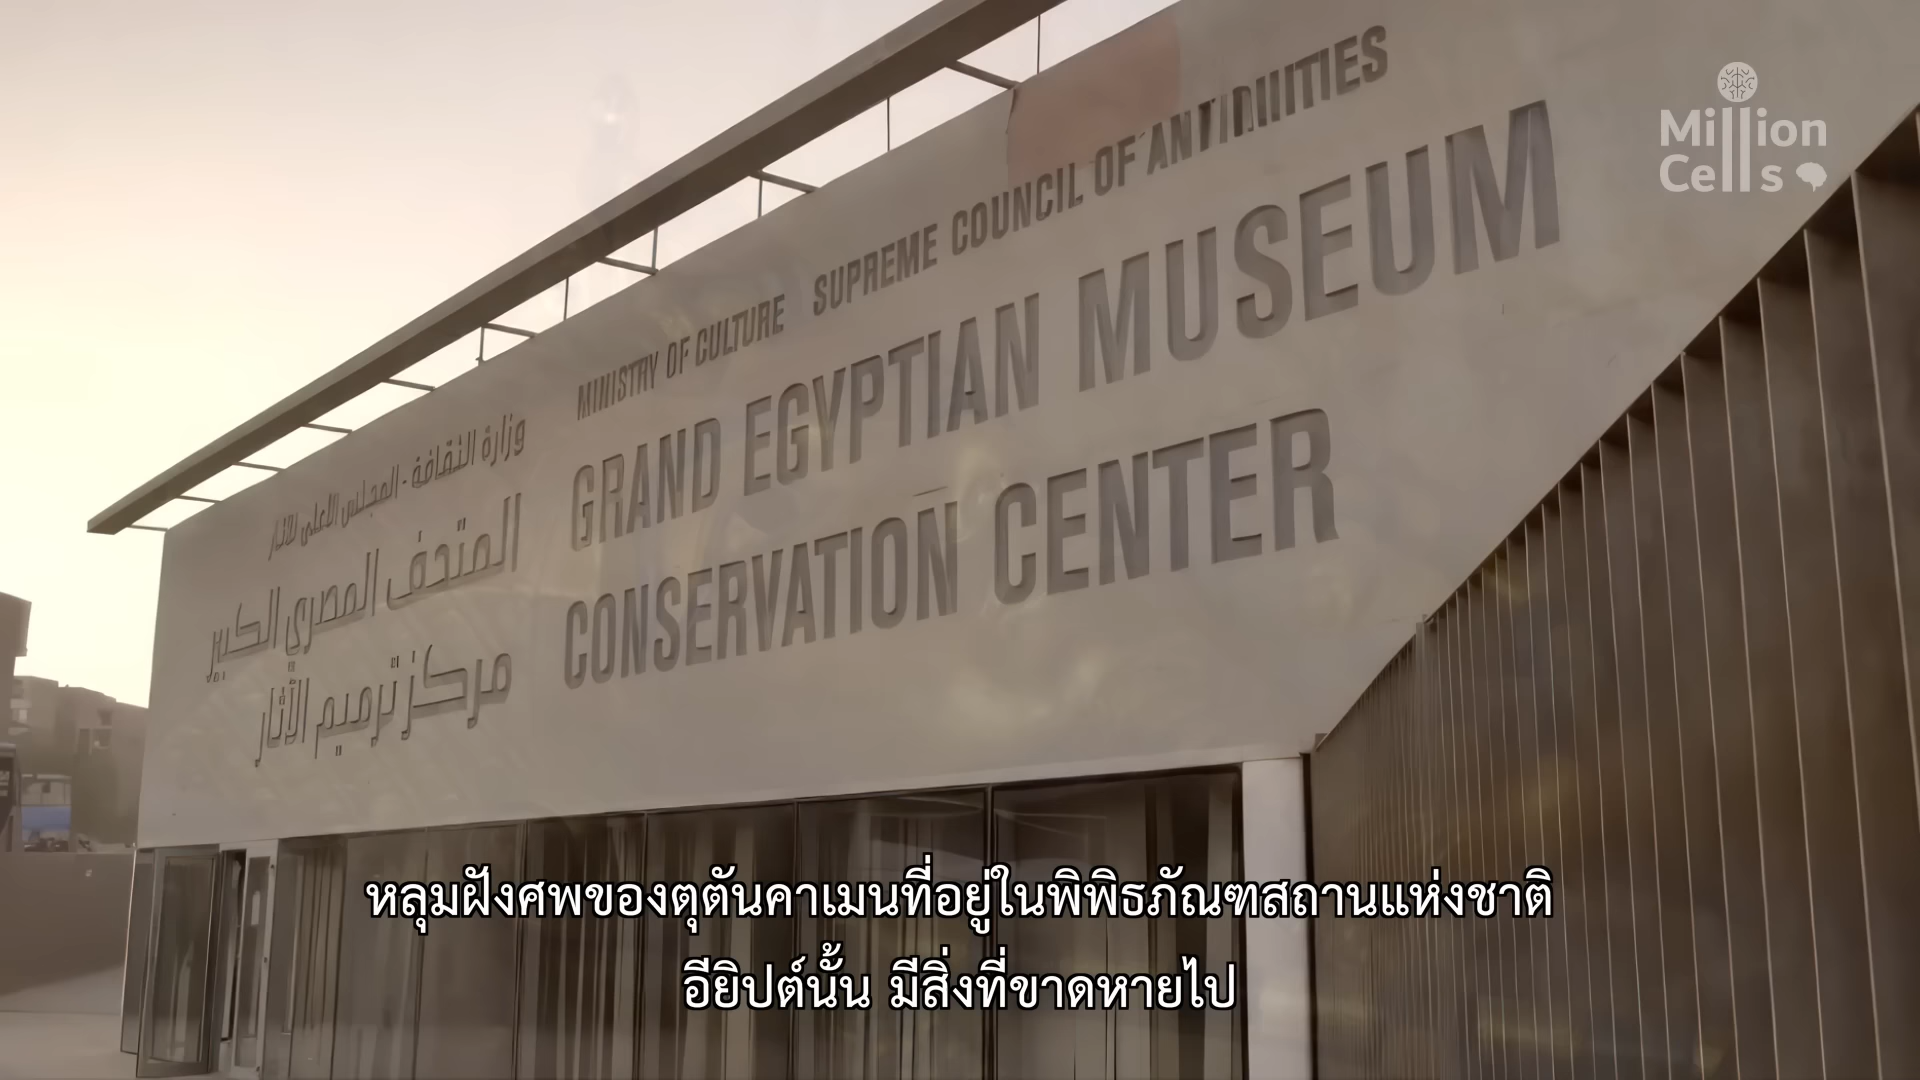 Million
Cells
MINISTRY OF CULTURE SUPREME COUNCIL OF ANTIQUITIES
GRAND EGYPTIAN MUSEUM
CONSERVATION CENTER
وزارة الثقافة - المجلس الأعلى للآثار
المتحف المصرى الكبير
مركز ترميم الآثار
หลุมฝังศพของตุตันคาเมนที่อยู่ในพิพิธภัณฑสถานแห่งชาติ
อียิปต์นั้น มีสิ่งที่ขาดหายไป